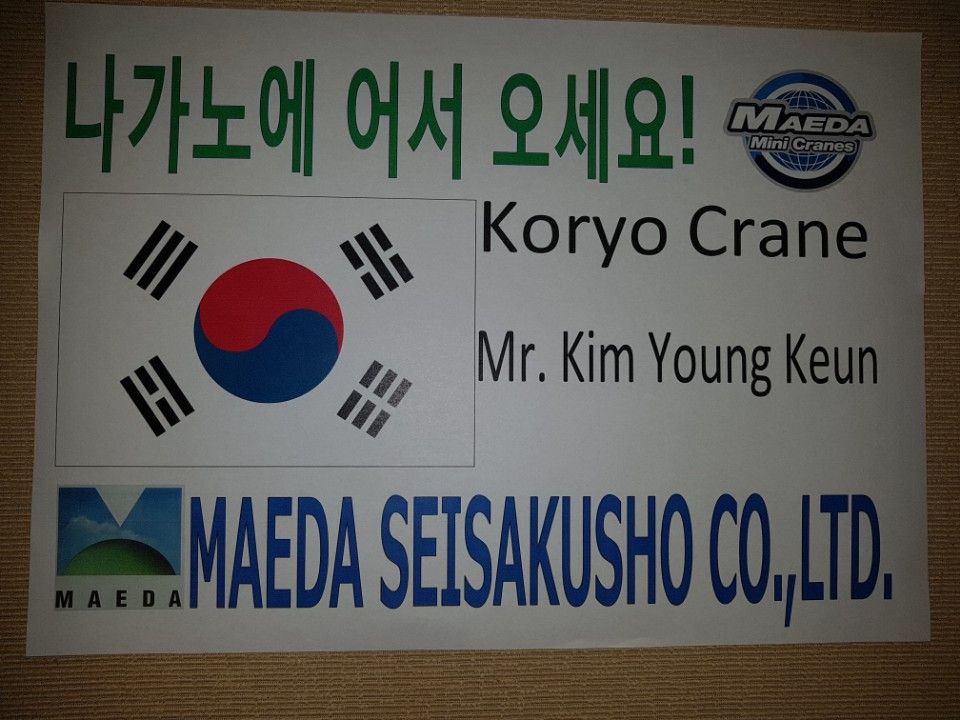 나가노에 어서 오세요!
MAEDA
Mini Cranes
Koryo Crane
Mr. Kim Young Keun
MAEDA
MAEDA SEISAKUSHO CO.,LTD.